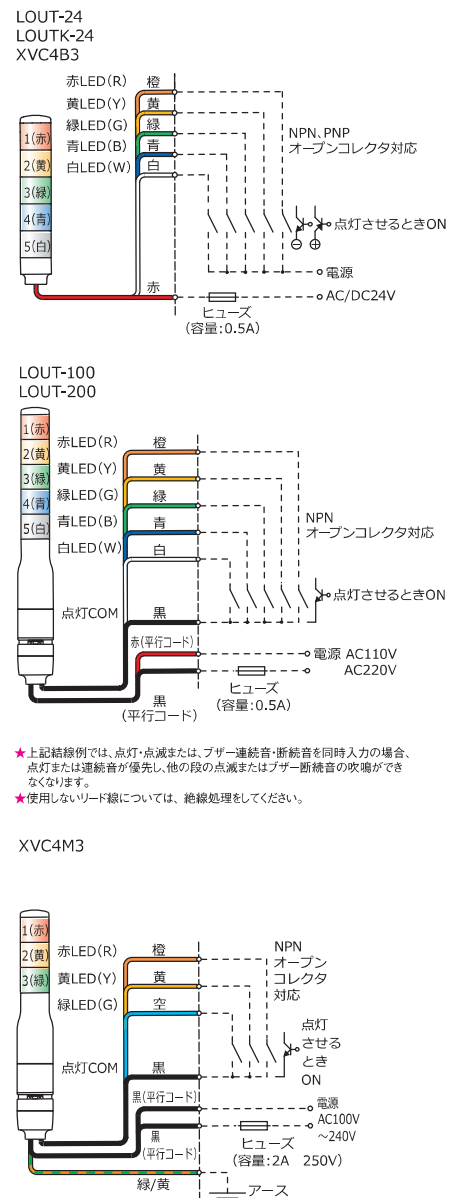 LOUT-24
LOUTK-24
XVC4B3
赤LED(R) 橙
黄LED(Y) 黄
緑LED(G) 緑
青LED(B) 青
白LED(W) 白
1(赤)
2(黄)
3(緑)
4(青)
5(白)
NPN、PNP
オープンコレクタ対応
点灯させるときON
電源
赤
AC/DC24V
ヒューズ
(容量:0.5A)
LOUT-100
LOUT-200
1(赤)
2(黄)
3(緑)
4(青)
5(白)
赤LED(R) 橙
黄LED(Y) 黄
緑LED(G) 緑
青LED(B) 青
白LED(W) 白
NPN
オープンコレクタ対応
点灯させるときON
点灯COM 黒
赤(平行コード)
電源 AC110V
AC220V
ヒューズ
(容量:0.5A)
黒
(平行コード)
★上記結線例では、点灯・点滅または、ブザー連続音・断続音を同時入力の場合、
点灯または連続音が優先し、他の段の点滅またはブザー断続音の吹鳴ができ
なくなります。
★使用しないリード線については、絶縁処理をしてください。
XVC4M3
1(赤)
2(黄)
3(緑)
赤LED(R) 橙
黄LED(Y) 黄
緑LED(G) 空
NPN
オープン
コレクタ
対応
点灯
させる
とき
ON
点灯COM 黒
黒(平行コード)
電源
AC100V
～240V
黒
(平行コード)
ヒューズ
(容量:2A 250V)
緑/黄
アース